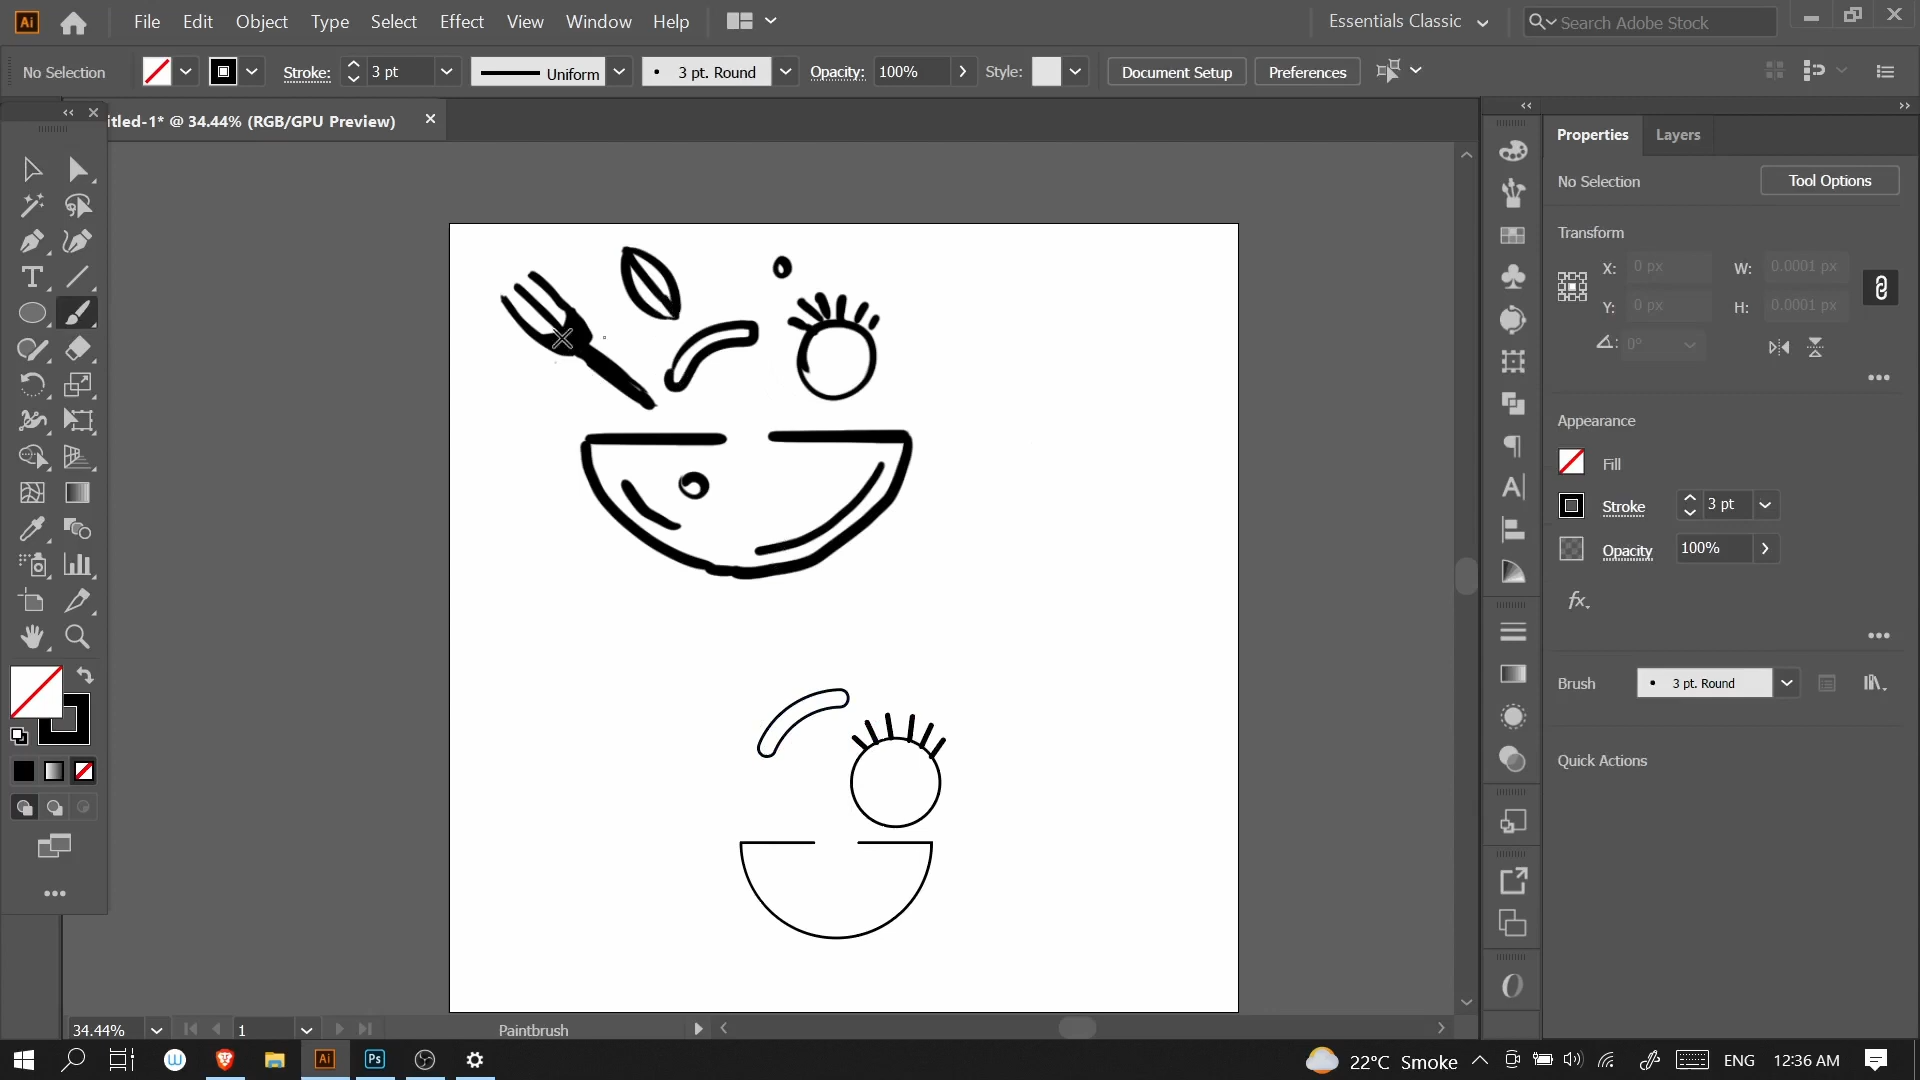 Ai File Edit Object Type Select Effect View Window Help Essentials Classic Search Adobe Stock
No Selection Stroke: 3 pt Uniform 3 pt. Round Opacity: 100% Style: Document Setup Preferences
itled-1* @ 34.44% (RGB/GPU Preview)
Properties Layers
No Selection Tool Options
Transform
X: 0 px W: 0.0001 px
Y: 0 px H: 0.0001 px
0°
Appearance
Fill
Stroke 3 pt
Opacity 100%
fx.
Brush 3 pt. Round
Quick Actions
34.44% 1 Paintbrush
W Ai Ps 22°C Smoke ENG 12:36 AM